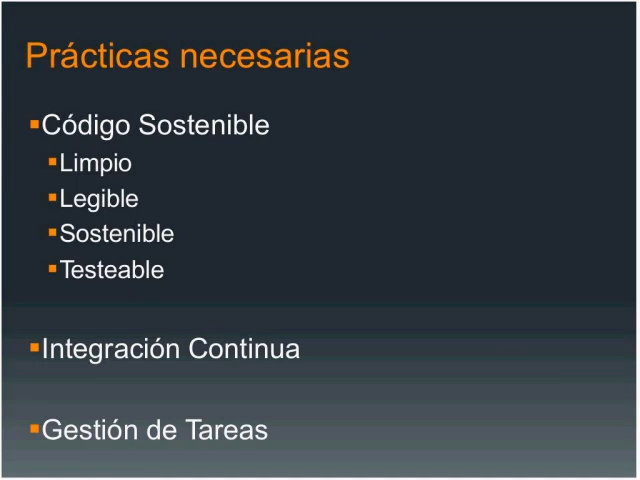 Prácticas necesarias
▪Código Sostenible
▪Limpio
▪Legible
▪Sostenible
▪Testeable
▪Integración Continua
▪Gestión de Tareas